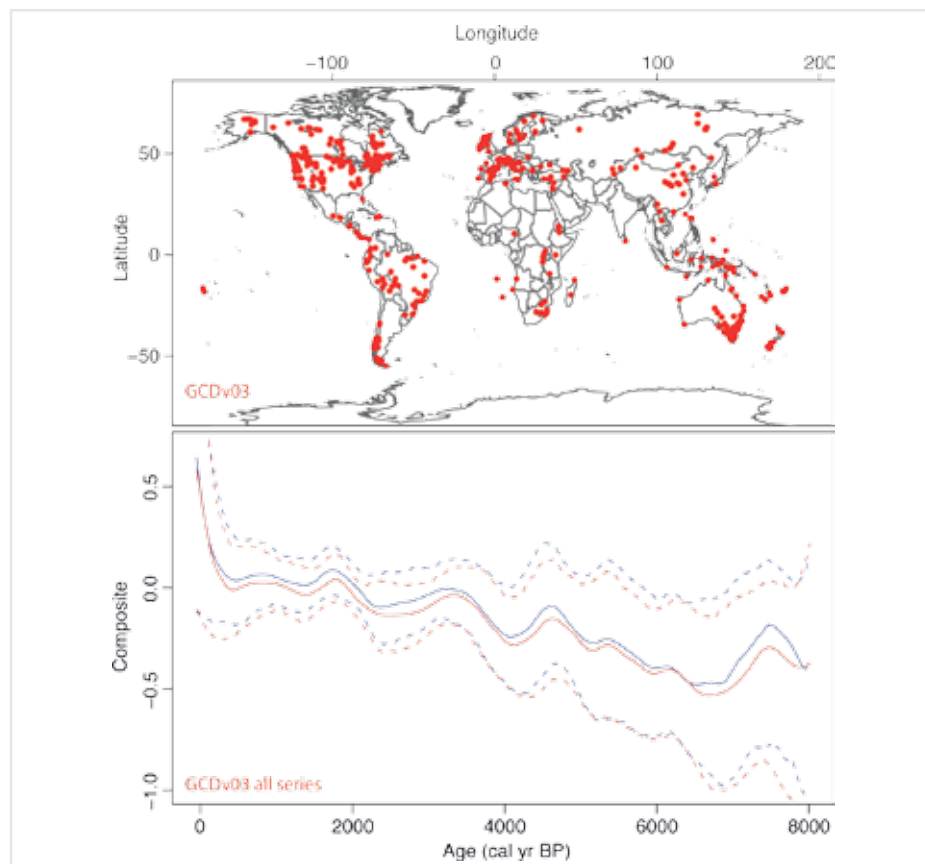 Longitude
−100 0 100 200
50
0
−50
Latitude
GCDv03
0.5
0.0
−0.5
−1.0
Composite
GCDv03 all series
0 2000 4000 6000 8000
Age (cal yr BP)